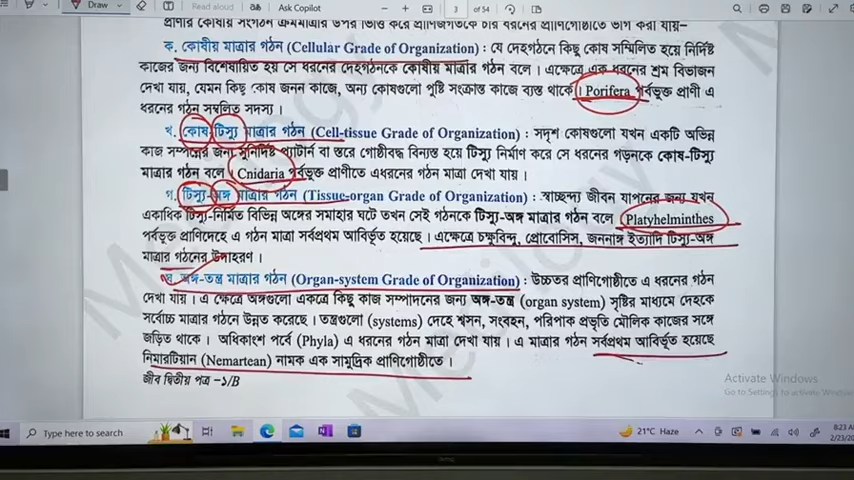 Draw
Ask Copilot
3 of 54
প্রাণীর কোষীয় সংগঠন ক্রমমাত্রার উপর ভিত্তি করে প্রাণিজগতকে চার ধরনের প্রাণিগোষ্ঠীতে ভাগ করা যায়–
ক. কোষীয় মাত্রার গঠন (Cellular Grade of Organization) : যে দেহগঠনে কিছু কোষ সম্মিলিত হয়ে নির্দিষ্ট
কাজের জন্য বিশেষায়িত হয় সে ধরনের দেহগঠনকে কোষীয় মাত্রার গঠন বলে । এক্ষেত্রে এক ধরনের শ্রম বিভাজন
দেখা যায়, যেমন কিছু কোষ জনন কাজে, অন্য কোষগুলো পুষ্টি সংক্রান্ত কাজে ব্যস্ত থাকে । Porifera পর্বভূক্ত প্রাণী এ
ধরনের গঠন সম্বলিত সদস্য ।
খ. কোষ টিস্যু মাত্রার গঠন (Cell-tissue Grade of Organization) : সদৃশ কোষগুলো যখন একটি অভিন্ন
কাজ সম্পন্নের জন্য সুনির্দিষ্ট প্যাটার্ন বা স্তরে গোষ্ঠীবদ্ধ বিন্যস্ত হয়ে টিস্যু নির্মাণ করে সে ধরনের গড়নকে কোষ-টিস্যু
মাত্রার গঠন বলে । Cnidaria পর্বভূক্ত প্রাণীতে এধরনের গঠন মাত্রা দেখা যায় ।
গ. টিস্যু-অঙ্গ মাত্রার গঠন (Tissue-organ Grade of Organization) : স্বাচ্ছন্দ্য জীবন যাপনের জন্য যখন
একাধিক টিস্যু-নির্মিত বিভিন্ন অঙ্গের সমাহার ঘটে তখন সেই গঠনকে টিস্যু-অঙ্গ মাত্রার গঠন বলে Platyhelminthes
পর্বভূক্ত প্রাণিদেহে এ গঠন মাত্রা সর্বপ্রথম আবির্ভূত হয়েছে । এক্ষেত্রে চক্ষুবিন্দু, প্রোবোসিস, জননাঙ্গ ইত্যাদি টিস্যু-অঙ্গ
মাত্রার গঠনের উদাহরণ ।
ঘ. অঙ্গ-তন্ত্র মাত্রার গঠন (Organ-system Grade of Organization) : উচ্চতর প্রাণিগোষ্ঠীতে এ ধরনের গঠন
দেখা যায় । এ ক্ষেত্রে অঙ্গগুলো একত্রে কিছু কাজ সম্পাদনের জন্য অঙ্গ-তন্ত্র (organ system) সৃষ্টির মাধ্যমে দেহকে
সর্বোচ্চ মাত্রার গঠনে উন্নত করেছে । তন্ত্রগুলো (systems) দেহে শ্বসন, সংবহন, পরিপাক প্রভৃতি মৌলিক কাজের সঙ্গে
জড়িত থাকে । অধিকাংশ পর্বে (Phyla) এ ধরনের গঠন মাত্রা দেখা যায় । এ মাত্রার গঠন সর্বপ্রথম আবির্ভূত হয়েছে
নিমারটিয়ান (Nemartean) নামক এক সামুদ্রিক প্রাণিগোষ্ঠীতে ।
জীব দ্বিতীয় পত্র -১/B
Activate Windows
Go to Settings to activate Windows
Type here to search
21°C Haze
8:23 A
2/23/20